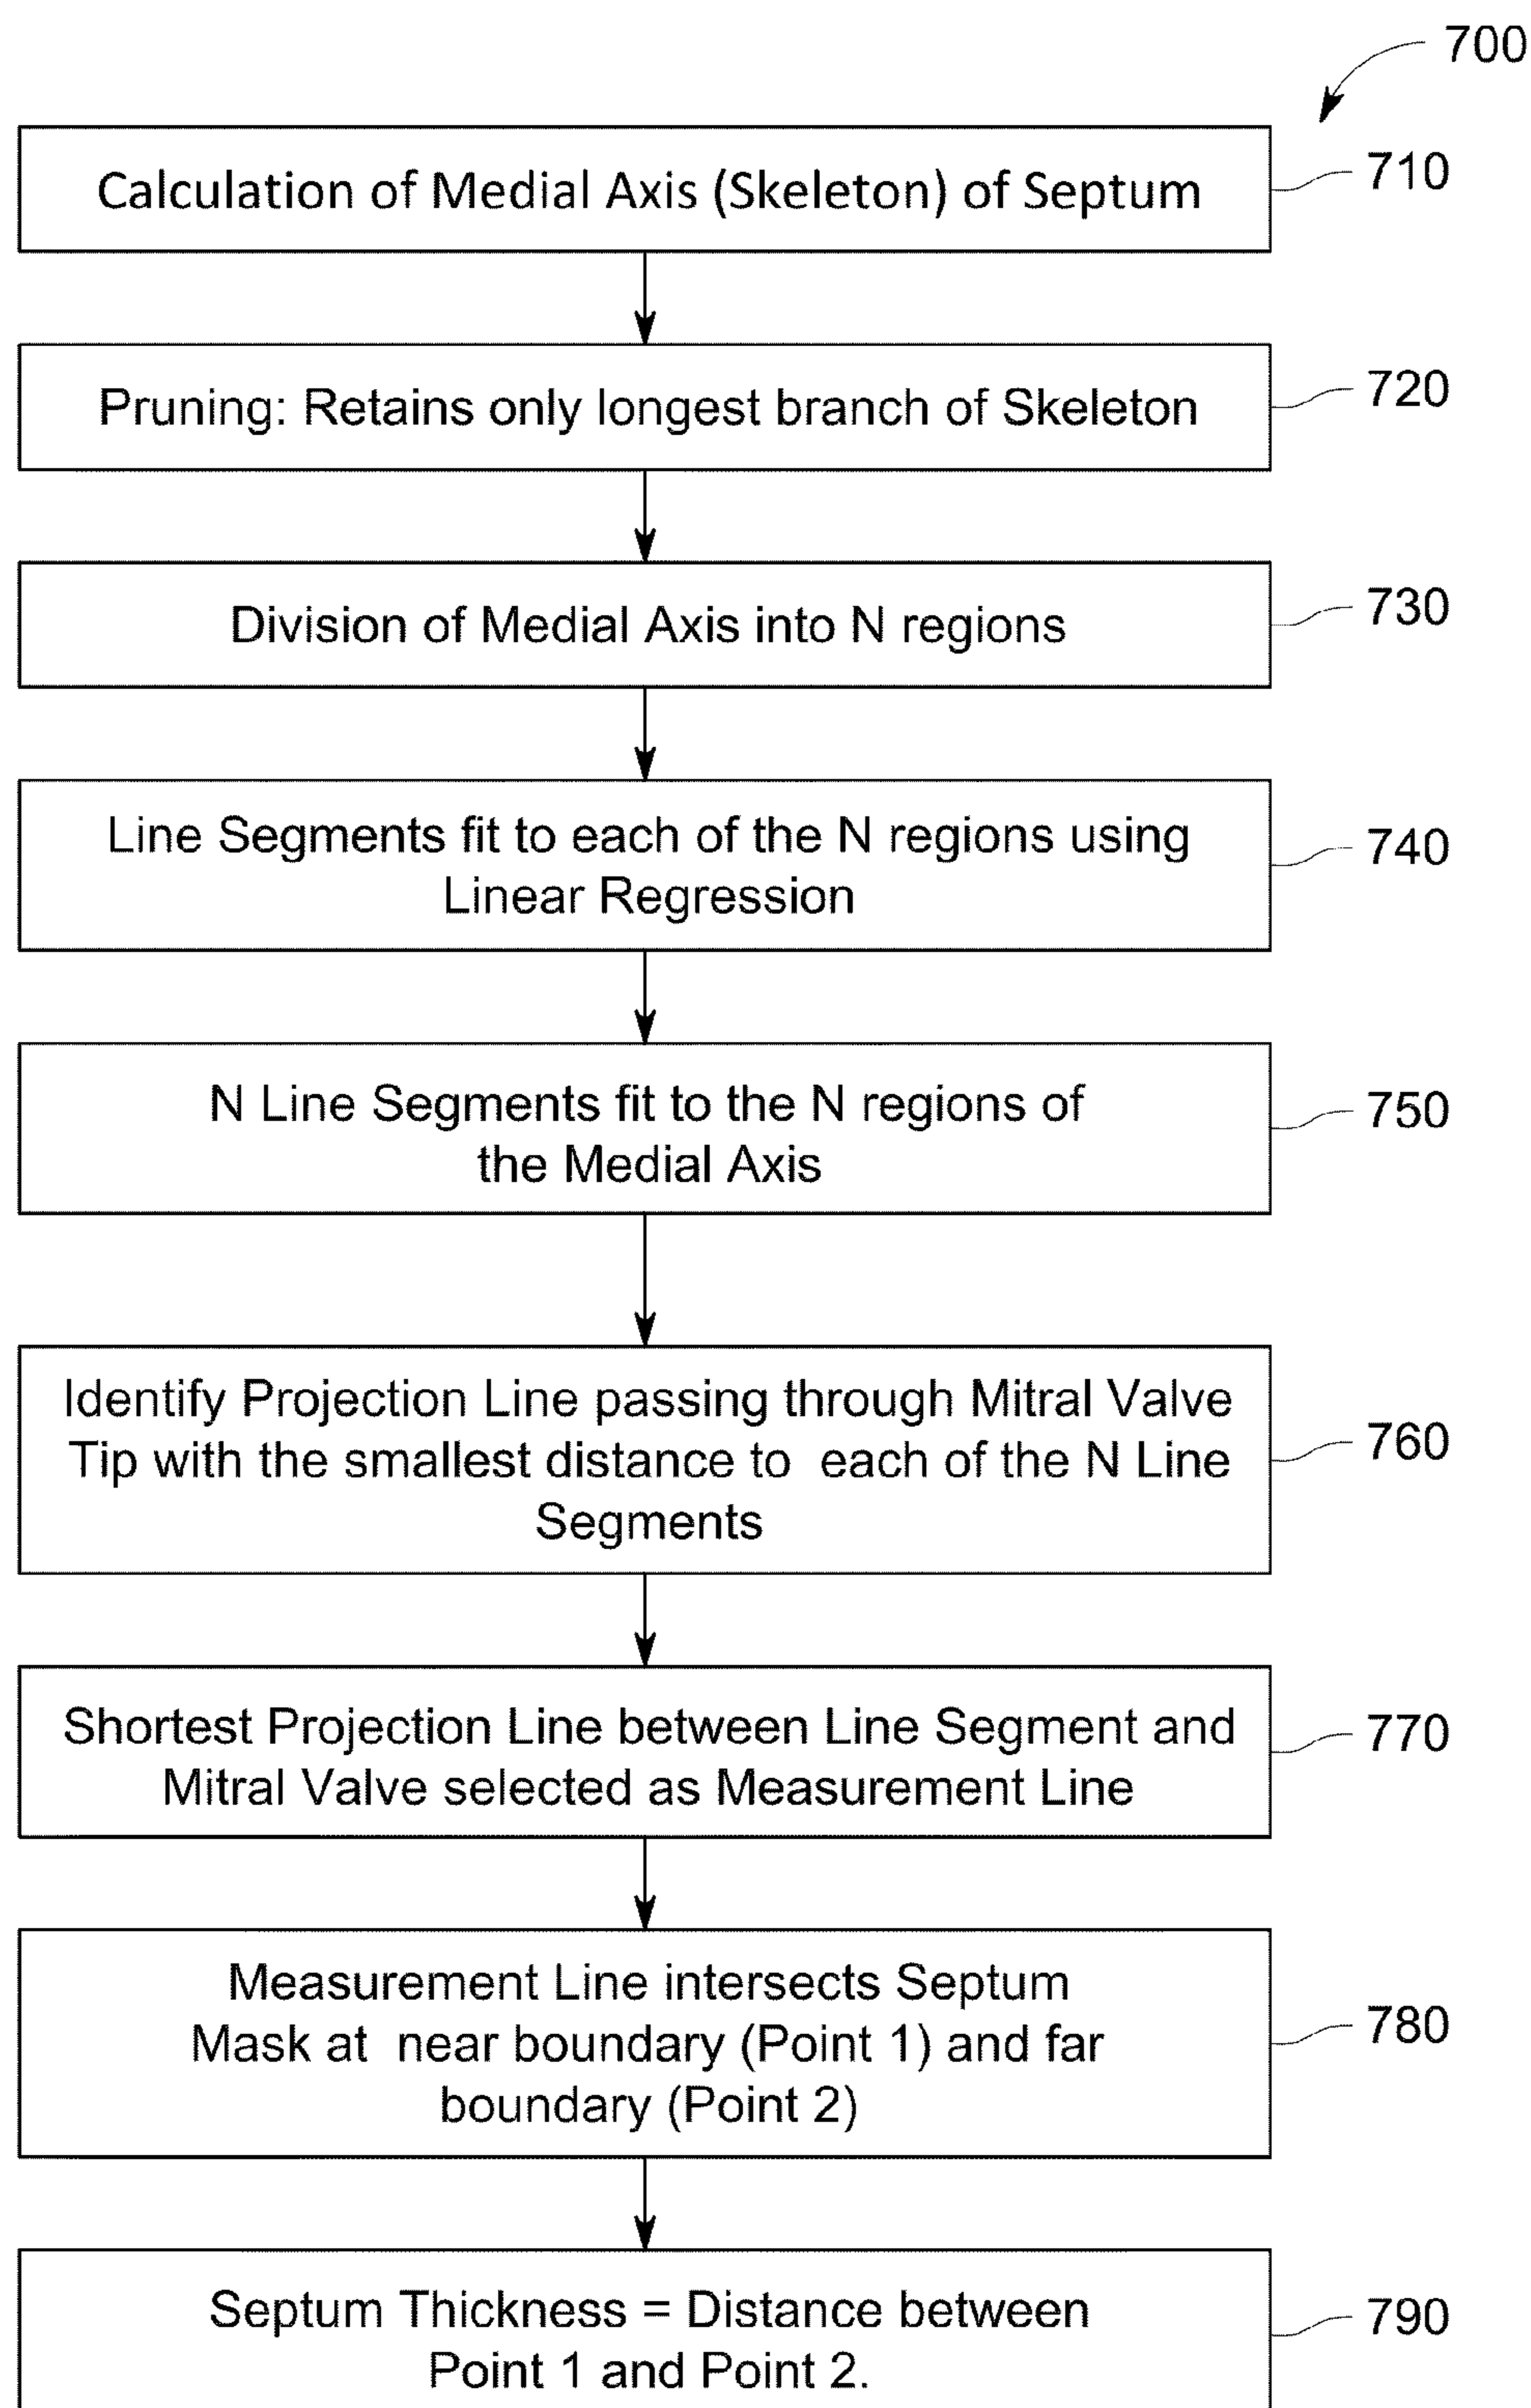 700
Calculation of Medial Axis (Skeleton) of Septum
710
Pruning: Retains only longest branch of Skeleton
720
Division of Medial Axis into N regions
730
Line Segments fit to each of the N regions using
Linear Regression
740
N Line Segments fit to the N regions of
the Medial Axis
750
Identify Projection Line passing through Mitral Valve
Tip with the smallest distance to each of the N Line
Segments
760
Shortest Projection Line between Line Segment and
Mitral Valve selected as Measurement Line
770
Measurement Line intersects Septum
Mask at near boundary (Point 1) and far
boundary (Point 2)
780
Septum Thickness = Distance between
Point 1 and Point 2.
790